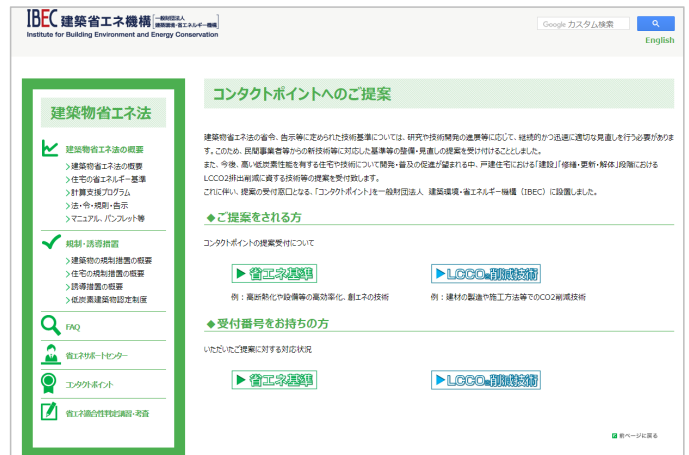 IBEC 建築省エネ機構 [一般財団法人 建築環境・省エネルギー機構]
Institute for Building Environment and Energy Conservation
Google カスタム検索
English
建築物省エネ法
建築物省エネ法の概要
>建築物省エネ法の概要
>住宅の省エネルギー基準
>計算支援プログラム
>法・令・規則・告示
>マニュアル、パンフレット等
規制・誘導措置
>建築物の規制措置の概要
>住宅の規制措置の概要
>誘導措置の概要
>低炭素建築物認定制度
FAQ
省エネサポートセンター
コンタクトポイント
省エネ適合性判定講習・考査
コンタクトポイントへのご提案
建築物省エネ法の省令、告示等に定められた技術基準については、研究や技術開発の進展等に応じて、継続的かつ迅速に適切な見直しを行う必要がありま
す。このため、民間事業者等からの新技術等に対応した基準等の整備・見直しの提案を受け付けることとしました。
また、今後、高い低炭素性能を有する住宅や技術について開発・普及の促進が望まれる中、戸建住宅における「建設」「修繕・更新・解体」段階における
LCCO2排出削減に資する技術等の提案を受付致します。
これに伴い、提案の受付窓口となる、「コンタクトポイント」を一般財団法人 建築環境・省エネルギー機構（IBEC）に設置しました。
◆ご提案をされる方
コンタクトポイントの提案受付について
▶省エネ基準
▶LCCO₂削減技術
例：高断熱化や設備等の高効率化、創エネの技術
例：建材の製造や施工方法等でのCO2削減技術
◆受付番号をお持ちの方
いただいたご提案に対する対応状況
▶省エネ基準
▶LCCO₂削減技術
前ページに戻る